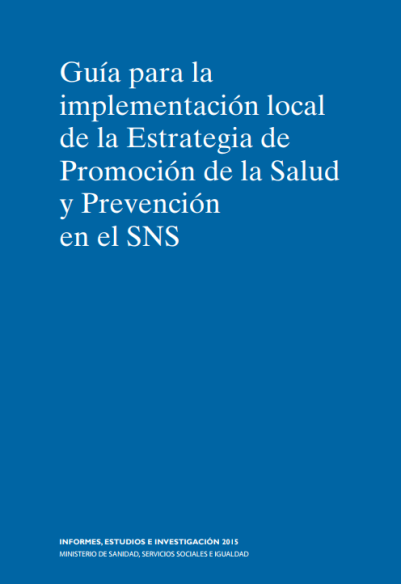 Guía para la
implementación local
de la Estrategia de
Promoción de la Salud
y Prevención
en el SNS
INFORMES, ESTUDIOS E INVESTIGACIÓN 2015
MINISTERIO DE SANIDAD, SERVICIOS SOCIALES E IGUALDAD